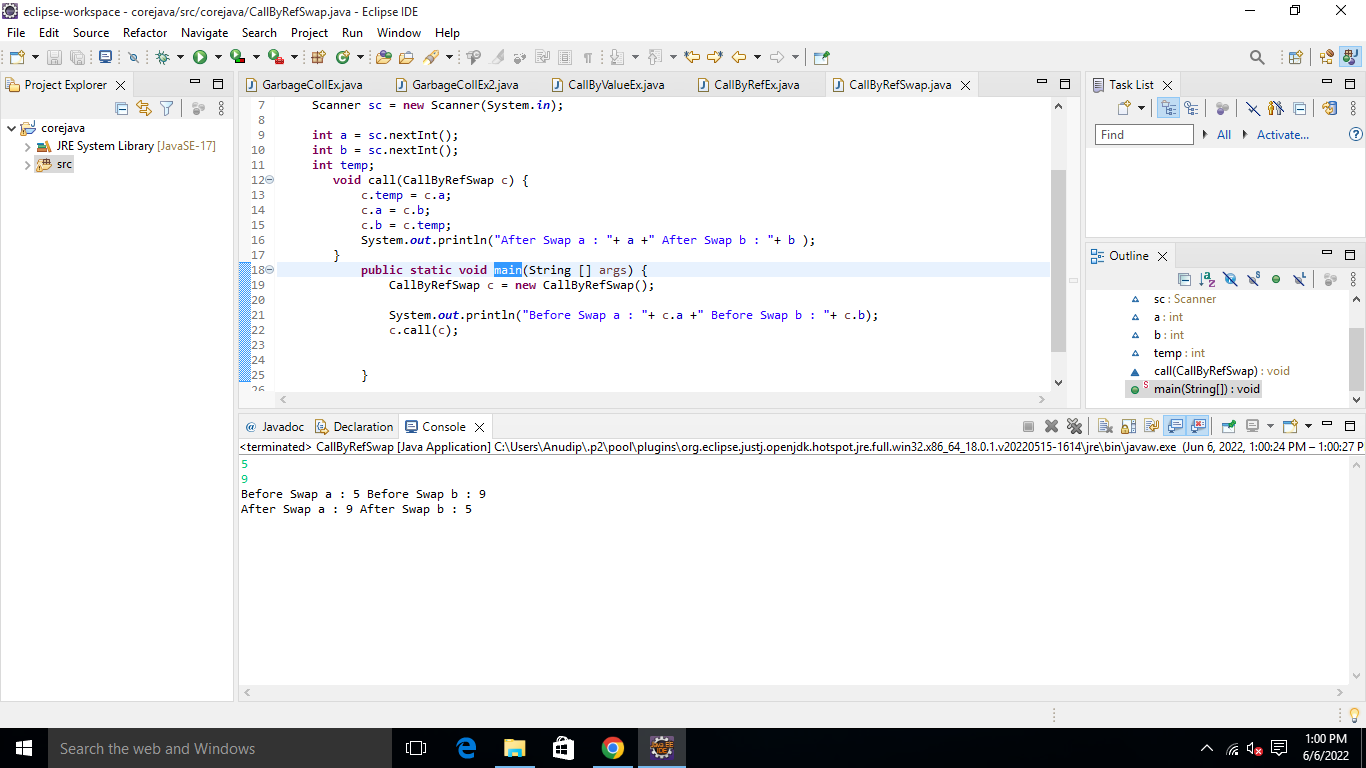 eclipse-workspace - corejava/src/corejava/CallByRefSwap.java - Eclipse IDE
File Edit Source Refactor Navigate Search Project Run Window Help
Project Explorer
corejava
JRE System Library [JavaSE-17]
src
GarbageCollEx.java GarbageCollEx2.java CallByValueEx.java CallByRefEx.java CallByRefSwap.java
7 Scanner sc = new Scanner(System.in);
8
9 int a = sc.nextInt();
10 int b = sc.nextInt();
11 int temp;
12 void call(CallByRefSwap c) {
13 c.temp = c.a;
14 c.a = c.b;
15 c.b = c.temp;
16 System.out.println("After Swap a : "+ a +" After Swap b : "+ b );
17 }
18 public static void main(String [] args) {
19 CallByRefSwap c = new CallByRefSwap();
20
21 System.out.println("Before Swap a : "+ c.a +" Before Swap b : "+ c.b);
22 c.call(c);
23
24
25 }
26
Task List
Find All Activate...
Outline
sc : Scanner
a : int
b : int
temp : int
call(CallByRefSwap) : void
main(String[]) : void
@ Javadoc Declaration Console
<terminated> CallByRefSwap [Java Application] C:\Users\Anudip\.p2\pool\plugins\org.eclipse.justj.openjdk.hotspot.jre.full.win32.x86_64_18.0.1.v20220515-1614\jre\bin\javaw.exe (Jun 6, 2022, 1:00:24 PM – 1:00:27 P
5
9
Before Swap a : 5 Before Swap b : 9
After Swap a : 9 After Swap b : 5
Search the web and Windows
1:00 PM
6/6/2022